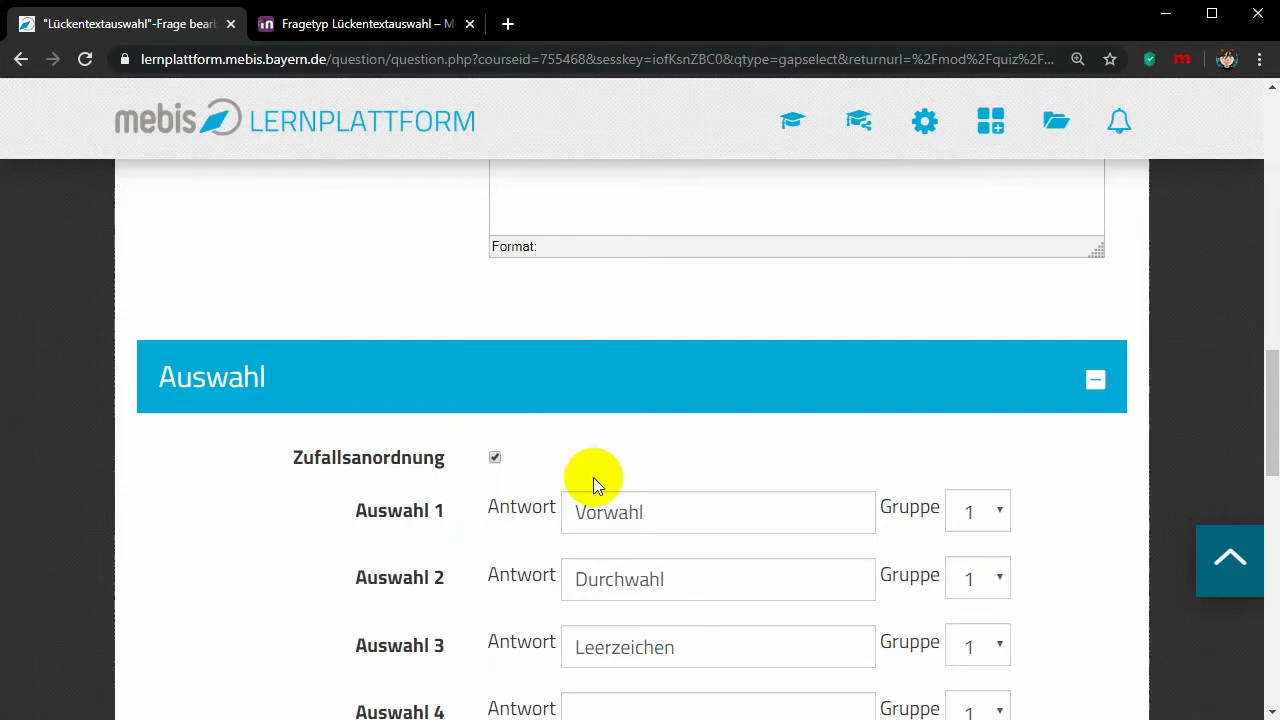 "Lückentextauswahl"-Frage bearb
Fragetyp Lückentextauswahl – Me
lernplattform.mebis.bayern.de/question/question.php?courseid=755468&sesskey=iofKsnZBC0&qtype=gapselect&returnurl=%2Fmod%2Fquiz%2F...
mebis LERNPLATTFORM
Format:
Auswahl
Zufallsanordnung
Auswahl 1 Antwort Vorwahl Gruppe 1
Auswahl 2 Antwort Durchwahl Gruppe 1
Auswahl 3 Antwort Leerzeichen Gruppe 1
Auswahl 4 Antwort Gruppe 1